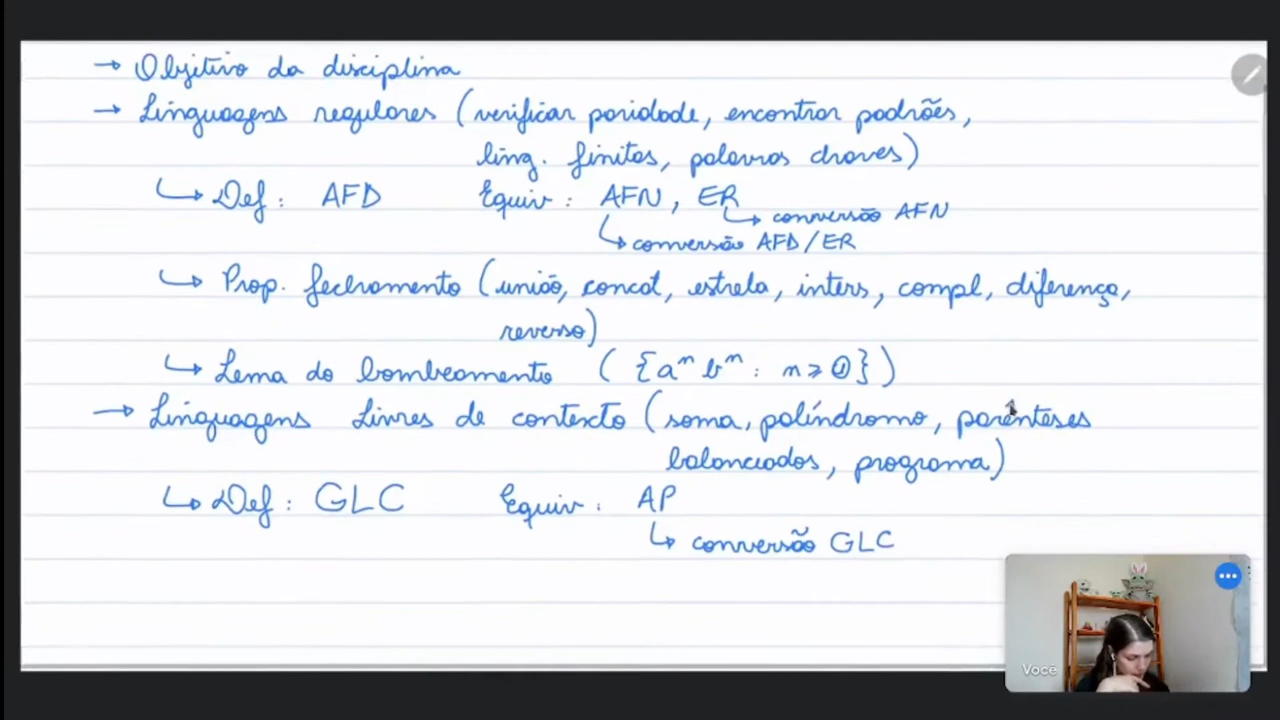 → Objetivo da disciplina
→ Linguagens regulares (verificar paridade, encontrar padrões,
ling. finitas, palavras chaves)
↳ Def: AFD Equiv: AFN, ER
↳ conversão AFN
↳ conversão AFD/ER
↳ Prop. fechamento (união, concat, estrela, inters, compl, diferença,
reverso)
↳ Lema do bombeamento ({aⁿbⁿ: n ≥ 0})
→ Linguagens Livres de contexto (soma, palíndromo, parênteses
balanciados, programa)
↳ Def: GLC Equiv: AP
↳ conversão GLC
Você